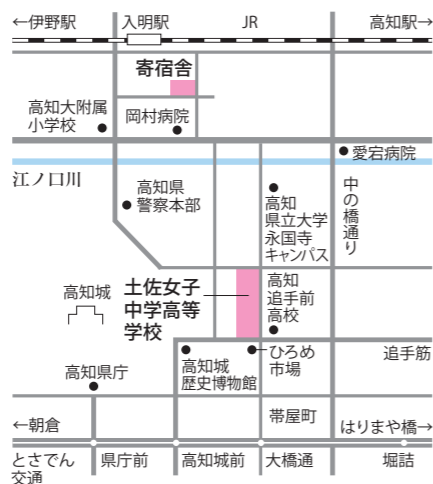 ←伊野駅
入明駅
JR
高知駅→
寄宿舎
高知大附属
小学校
岡村病院
愛宕病院
江ノ口川
高知県
警察本部
高知
県立大学
永国寺
キャンパス
中の橋通り
高知城
土佐女子
中学高等
学校
高知
追手前
高校
高知城
歴史博物館
ひろめ
市場
追手筋
高知県庁
帯屋町
←朝倉
はりまや橋→
とさでん
交通
県庁前
高知城前
大橋通
堀詰